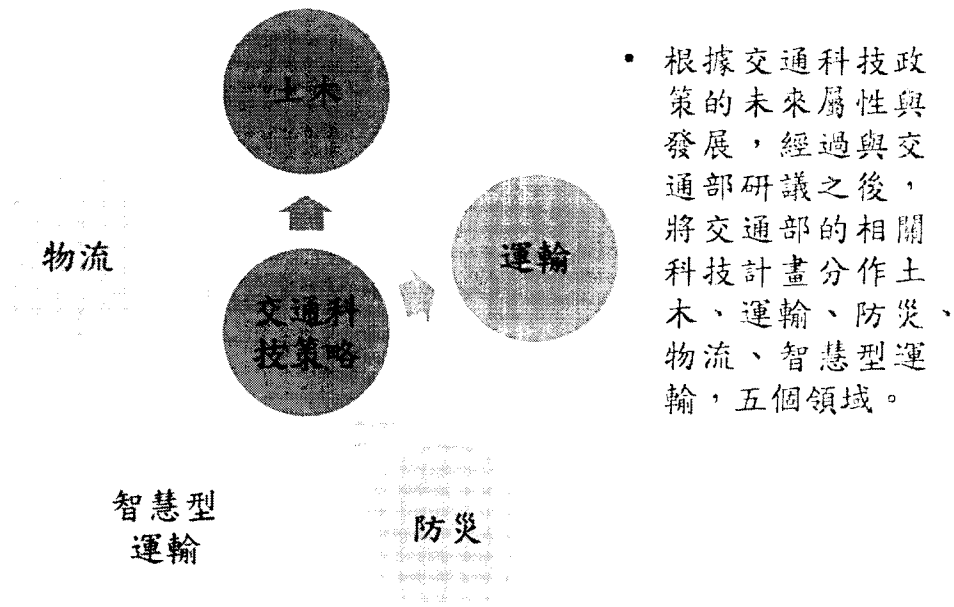 土木
物流
運輸
交通科
技策略
智慧型
運輸
防災
• 根據交通科技政
策的未來屬性與
發展，經過與交
通部研議之後，
將交通部的相關
科技計畫分作土
木、運輸、防災、
物流、智慧型運
輸，五個領域。